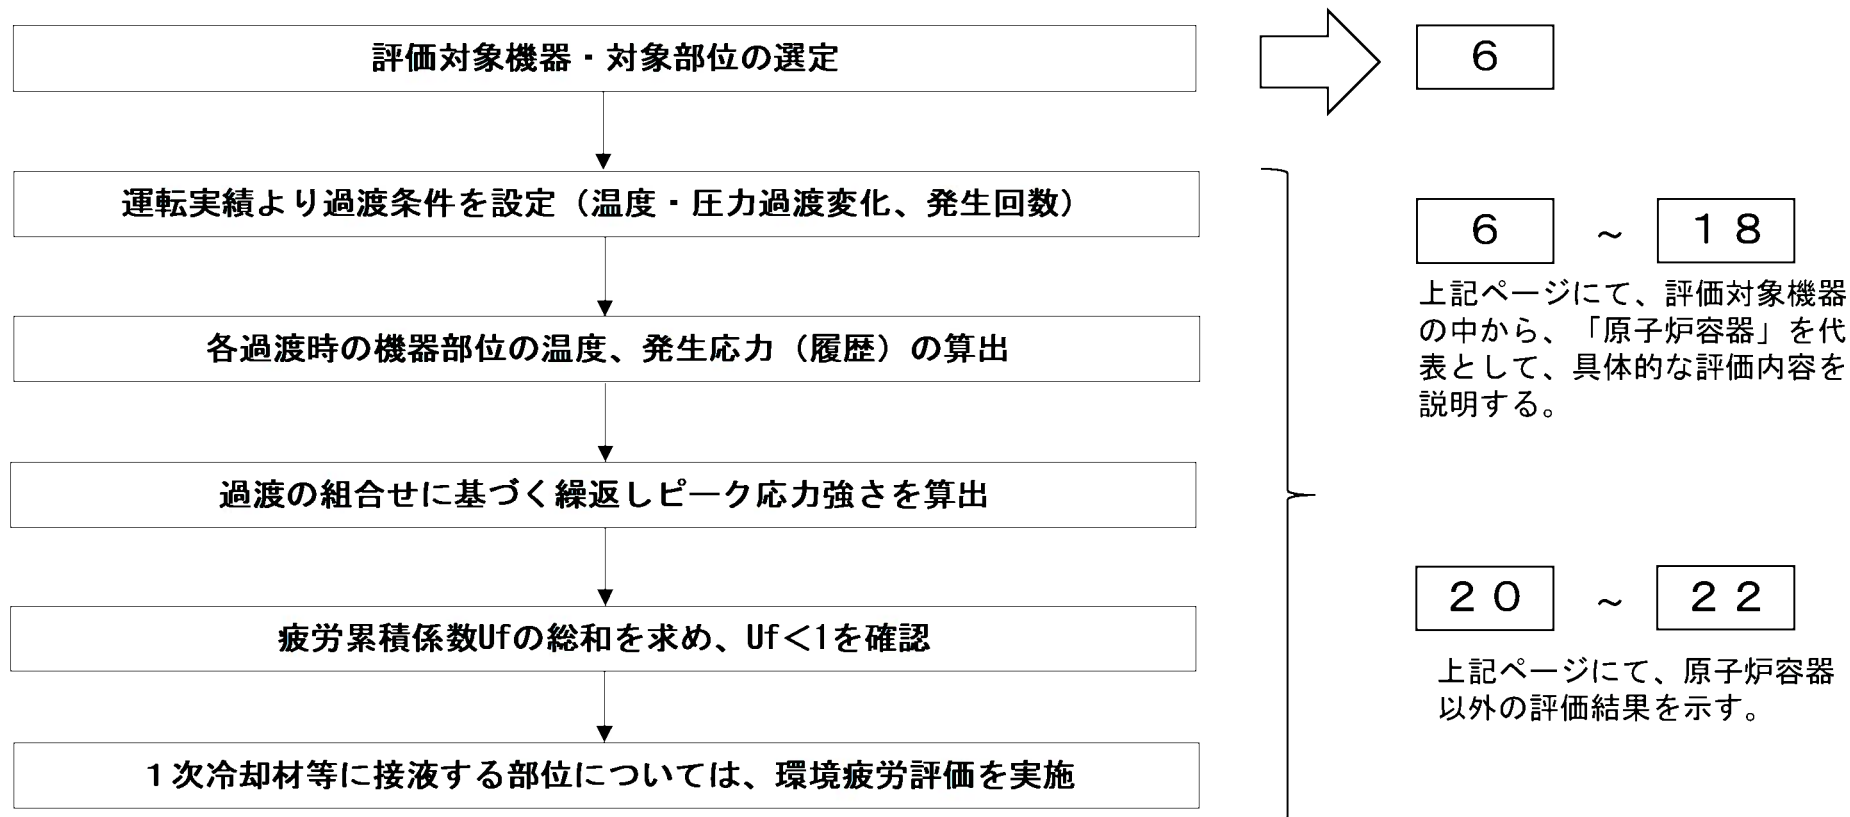 評価対象機器・対象部位の選定
6
運転実績より過渡条件を設定（温度・圧力過渡変化、発生回数）
6 ～ 18
上記ページにて、評価対象機器
の中から、「原子炉容器」を代
表として、具体的な評価内容を
説明する。
各過渡時の機器部位の温度、発生応力（履歴）の算出
過渡の組合せに基づく繰返しピーク応力強さを算出
疲労累積係数Ufの総和を求め、Uf＜1を確認
20 ～ 22
上記ページにて、原子炉容器
以外の評価結果を示す。
１次冷却材等に接液する部位については、環境疲労評価を実施